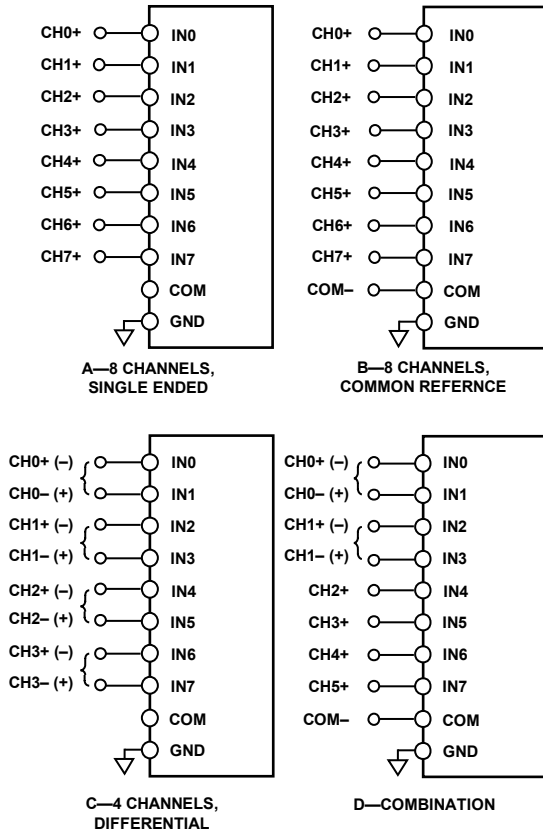 CH0+ IN0
CH1+ IN1
CH2+ IN2
CH3+ IN3
CH4+ IN4
CH5+ IN5
CH6+ IN6
CH7+ IN7
COM
GND
A—8 CHANNELS,
SINGLE ENDED
CH0+ IN0
CH1+ IN1
CH2+ IN2
CH3+ IN3
CH4+ IN4
CH5+ IN5
CH6+ IN6
CH7+ IN7
COM– COM
GND
B—8 CHANNELS,
COMMON REFERNCE
CH0+ (–) IN0
CH0– (+) IN1
CH1+ (–) IN2
CH1– (+) IN3
CH2+ (–) IN4
CH2– (+) IN5
CH3+ (–) IN6
CH3– (+) IN7
COM
GND
C—4 CHANNELS,
DIFFERENTIAL
CH0+ (–) IN0
CH0– (+) IN1
CH1+ (–) IN2
CH1– (+) IN3
CH2+ IN4
CH3+ IN5
CH4+ IN6
CH5+ IN7
COM– COM
GND
D—COMBINATION